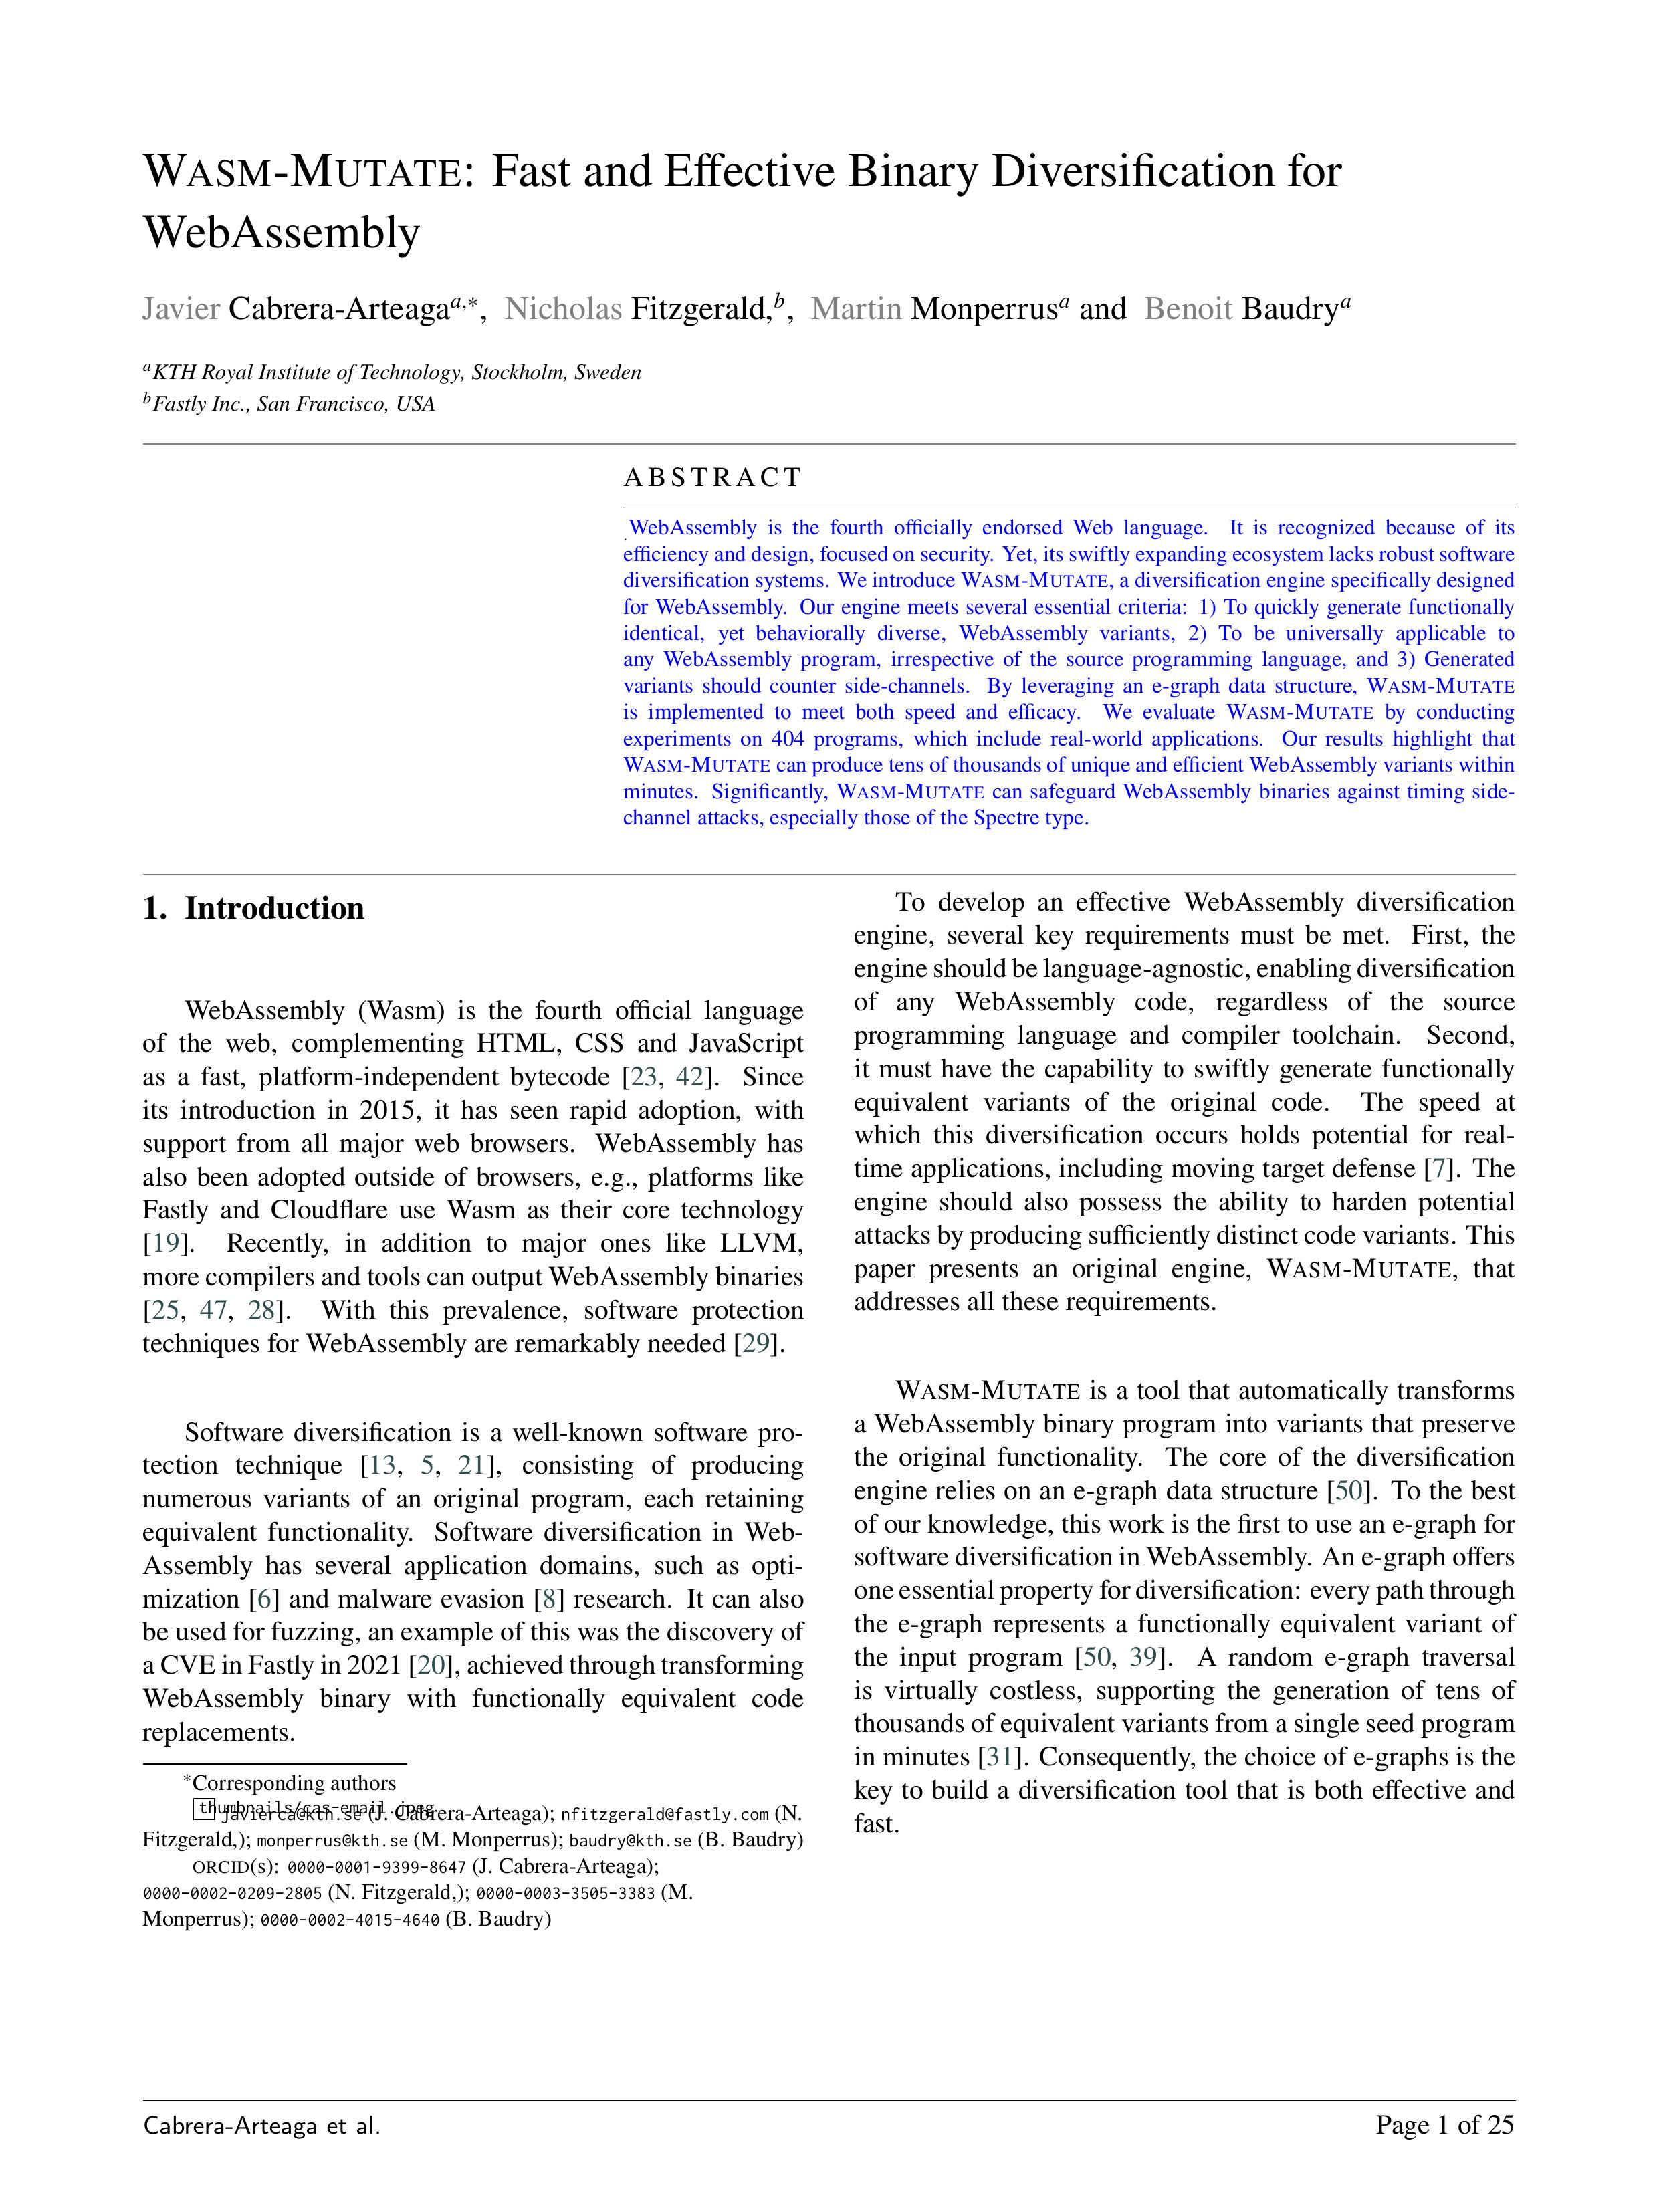 WASM-MUTATE: Fast and Effective Binary Diversification for
WebAssembly
Javier Cabrera-Arteagaa,∗, Nicholas Fitzgerald,b, Martin Monperrusa and Benoit Baudrya
aKTH Royal Institute of Technology, Stockholm, Sweden
bFastly Inc., San Francisco, USA
ABSTRACT
WebAssembly is the fourth officially endorsed Web language. It is recognized because of its
efficiency and design, focused on security. Yet, its swiftly expanding ecosystem lacks robust software
diversification systems. We introduce WASM-MUTATE, a diversification engine specifically designed
for WebAssembly. Our engine meets several essential criteria: 1) To quickly generate functionally
identical, yet behaviorally diverse, WebAssembly variants, 2) To be universally applicable to
any WebAssembly program, irrespective of the source programming language, and 3) Generated
variants should counter side-channels. By leveraging an e-graph data structure, WASM-MUTATE
is implemented to meet both speed and efficacy. We evaluate WASM-MUTATE by conducting
experiments on 404 programs, which include real-world applications. Our results highlight that
WASM-MUTATE can produce tens of thousands of unique and efficient WebAssembly variants within
minutes. Significantly, WASM-MUTATE can safeguard WebAssembly binaries against timing side-
channel attacks, especially those of the Spectre type.
1. Introduction
WebAssembly (Wasm) is the fourth official language
of the web, complementing HTML, CSS and JavaScript
as a fast, platform-independent bytecode [23, 42]. Since
its introduction in 2015, it has seen rapid adoption, with
support from all major web browsers. WebAssembly has
also been adopted outside of browsers, e.g., platforms like
Fastly and Cloudflare use Wasm as their core technology
[19]. Recently, in addition to major ones like LLVM,
more compilers and tools can output WebAssembly binaries
[25, 47, 28]. With this prevalence, software protection
techniques for WebAssembly are remarkably needed [29].
Software diversification is a well-known software pro-
tection technique [13, 5, 21], consisting of producing
numerous variants of an original program, each retaining
equivalent functionality. Software diversification in Web-
Assembly has several application domains, such as opti-
mization [6] and malware evasion [8] research. It can also
be used for fuzzing, an example of this was the discovery of
a CVE in Fastly in 2021 [20], achieved through transforming
WebAssembly binary with functionally equivalent code
replacements.
∗Corresponding authors
thumbnails/cas-email.jpeg
javierca@kth.se (J. Cabrera-Arteaga); nfitzgerald@fastly.com (N.
Fitzgerald,); monperrus@kth.se (M. Monperrus); baudry@kth.se (B. Baudry)
ORCID(s): 0000-0001-9399-8647 (J. Cabrera-Arteaga);
0000-0002-0209-2805 (N. Fitzgerald,); 0000-0003-3505-3383 (M.
Monperrus); 0000-0002-4015-4640 (B. Baudry)
To develop an effective WebAssembly diversification
engine, several key requirements must be met. First, the
engine should be language-agnostic, enabling diversification
of any WebAssembly code, regardless of the source
programming language and compiler toolchain. Second,
it must have the capability to swiftly generate functionally
equivalent variants of the original code. The speed at
which this diversification occurs holds potential for real-
time applications, including moving target defense [7]. The
engine should also possess the ability to harden potential
attacks by producing sufficiently distinct code variants. This
paper presents an original engine, WASM-MUTATE, that
addresses all these requirements.
WASM-MUTATE is a tool that automatically transforms
a WebAssembly binary program into variants that preserve
the original functionality. The core of the diversification
engine relies on an e-graph data structure [50]. To the best
of our knowledge, this work is the first to use an e-graph for
software diversification in WebAssembly. An e-graph offers
one essential property for diversification: every path through
the e-graph represents a functionally equivalent variant of
the input program [50, 39]. A random e-graph traversal
is virtually costless, supporting the generation of tens of
thousands of equivalent variants from a single seed program
in minutes [31]. Consequently, the choice of e-graphs is the
key to build a diversification tool that is both effective and
fast.
Cabrera-Arteaga et al.
Page 1 of 25